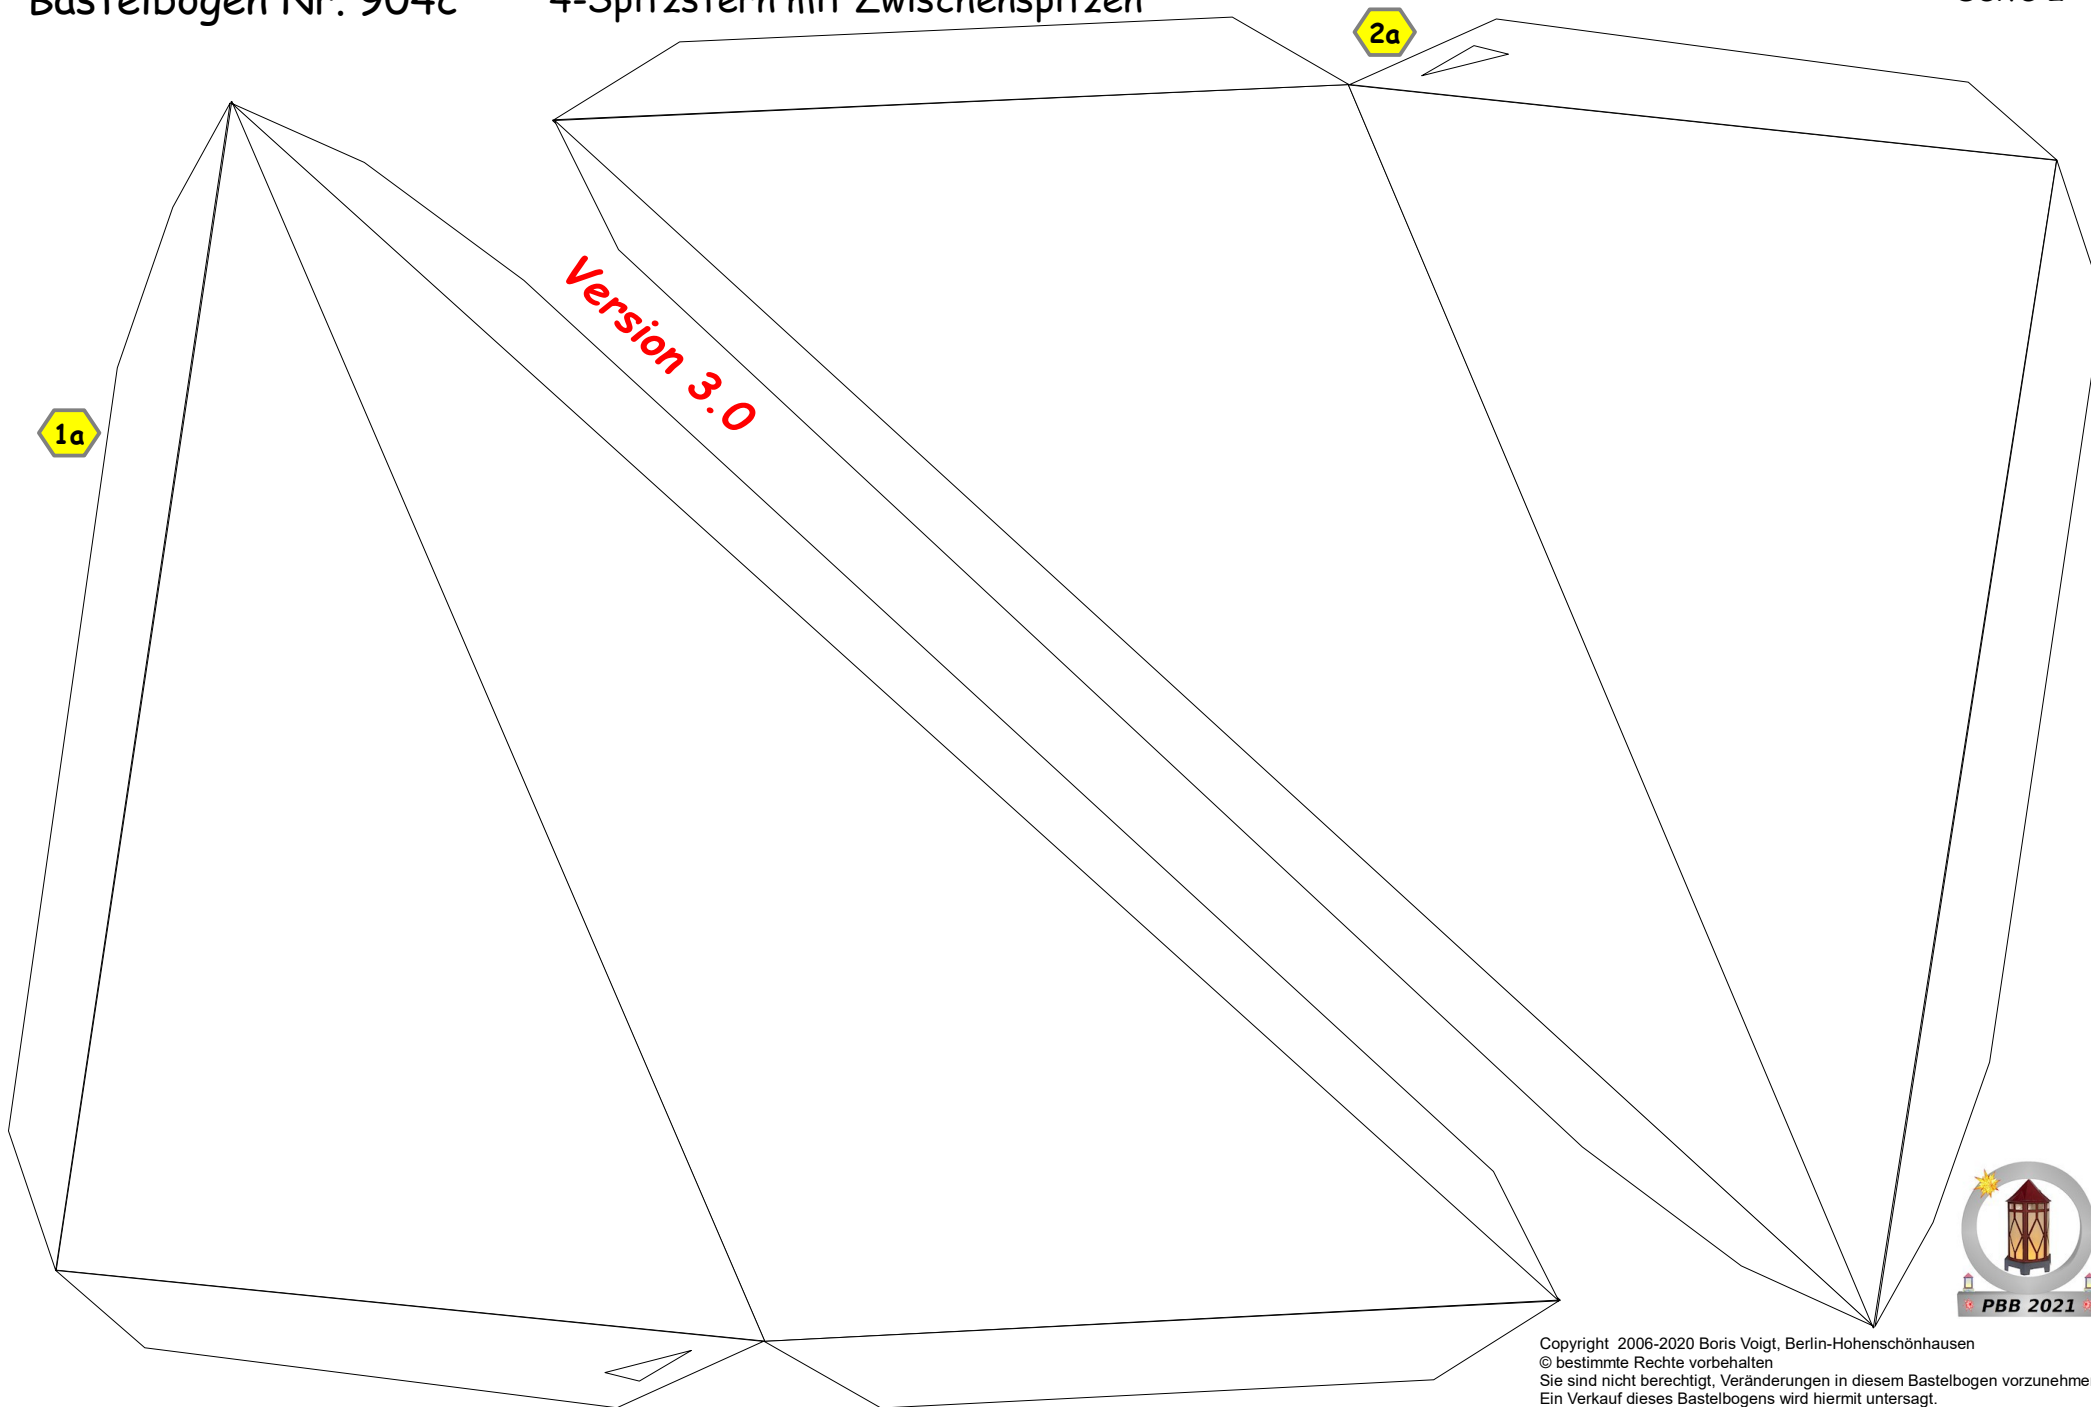 Bastelbogen Nr. 904c 4-Spitzstern mit Zwischenspitzen
2a
Version 3.0
1a
PBB 2021
Copyright 2006-2020 Boris Voigt, Berlin-Hohenschönhausen
© bestimmte Rechte vorbehalten
Sie sind nicht berechtigt, Veränderungen in diesem Bastelbogen vorzunehmen
Ein Verkauf dieses Bastelbogens wird hiermit untersagt.